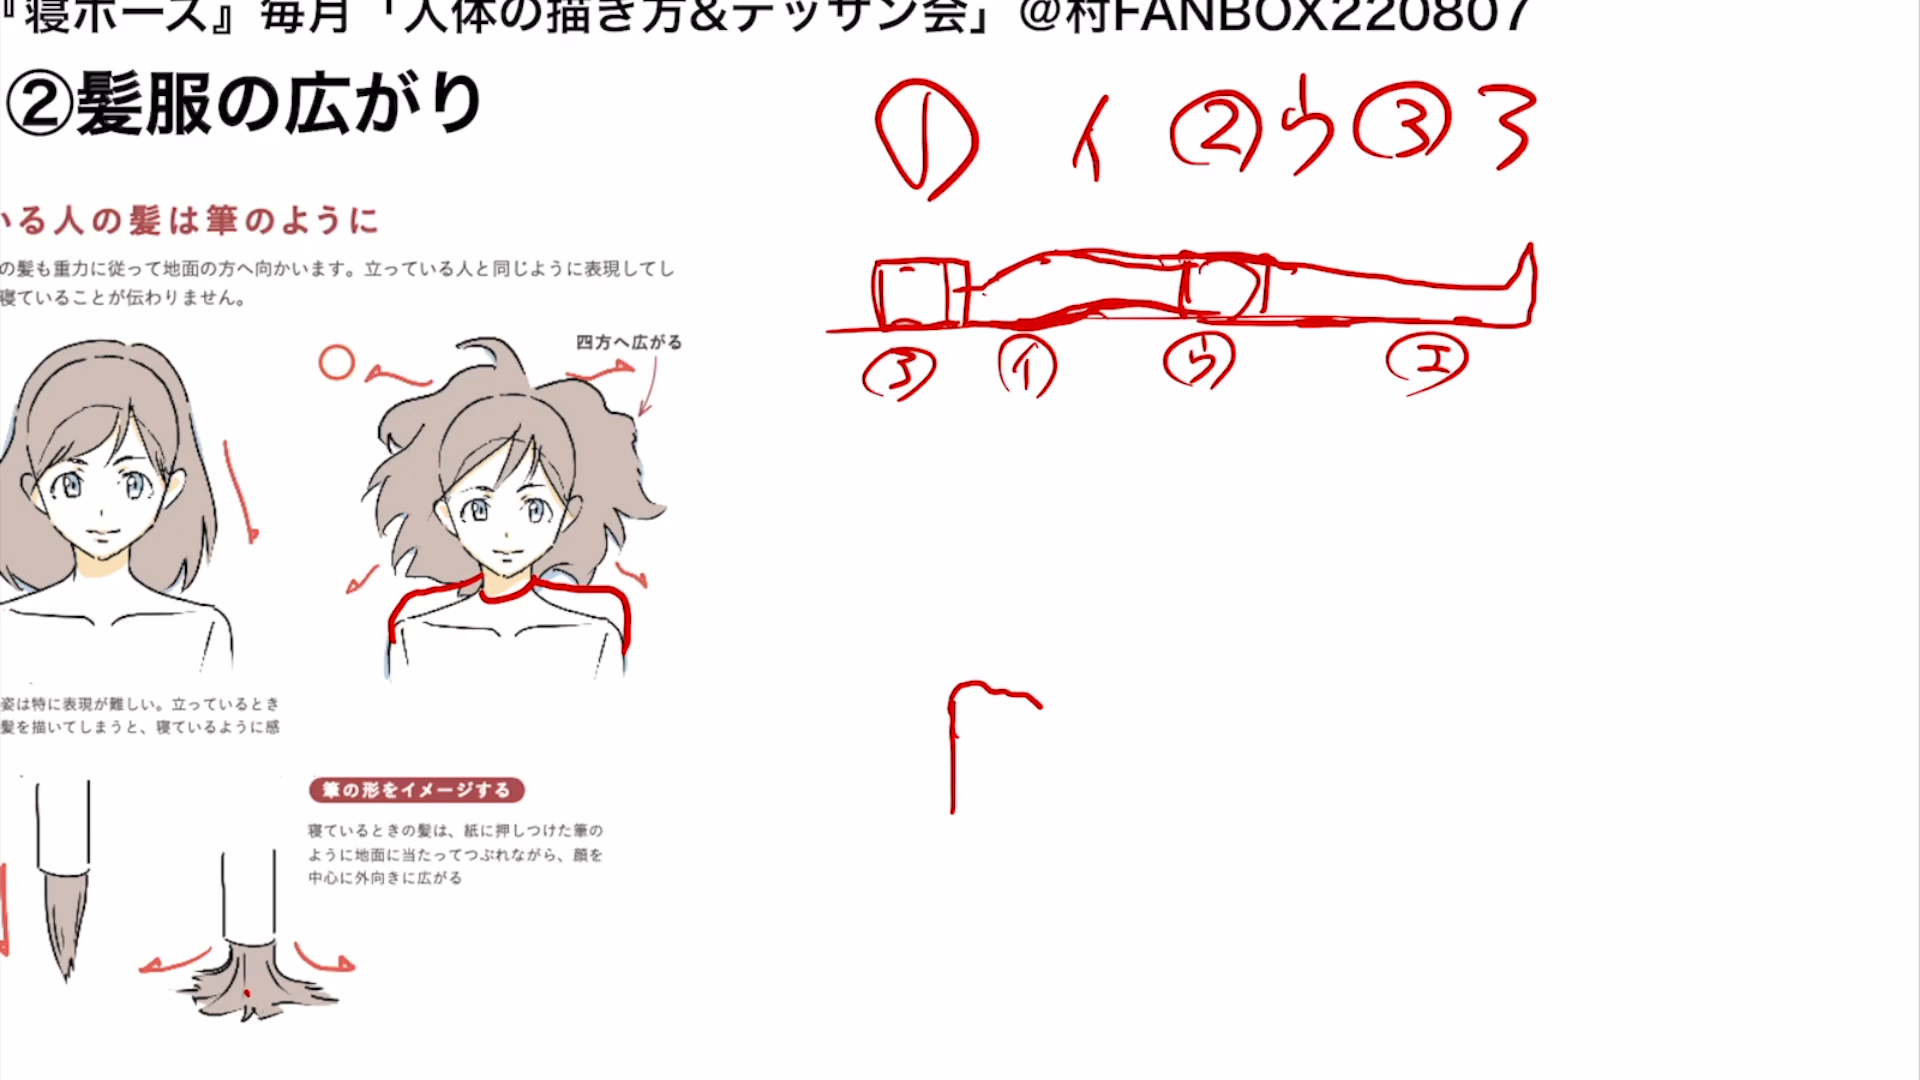 『寝ポーズ』毎月「人体の描き方&デッサン会」@村FANBOX220807
②髪服の広がり
① イ ② う ③ ろ
いる人の髪は筆のように
の髪も重力に従って地面の方へ向かいます。立っている人と同じように表現してし
寝ていることが伝わりません。
四方へ広がる
イ う エ
姿は特に表現が難しい。立っているとき
髪を描いてしまうと、寝ているように感
筆の形をイメージする
寝ているときの髪は、紙に押しつけた筆の
ように地面に当たってつぶれながら、顔を
中心に外向きに広がる